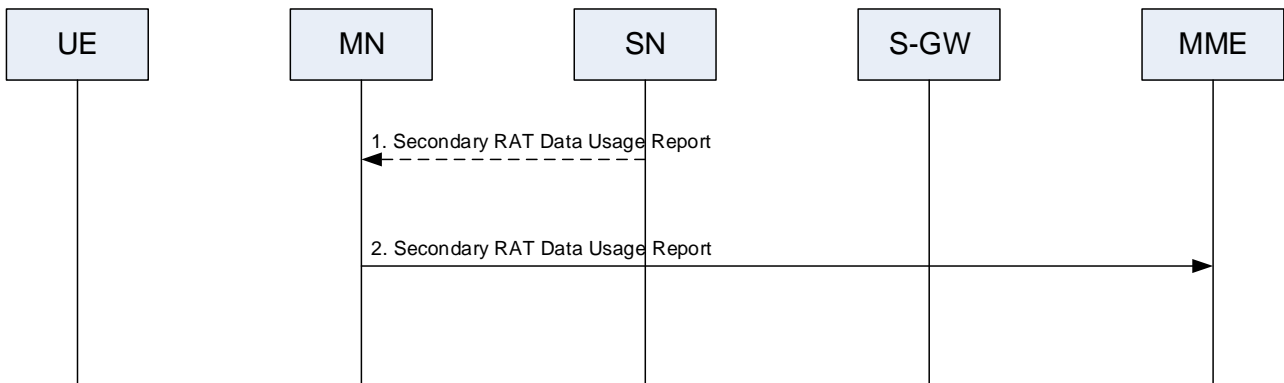 UE
MN
SN
S-GW
MME
1. Secondary RAT Data Usage Report
2. Secondary RAT Data Usage Report